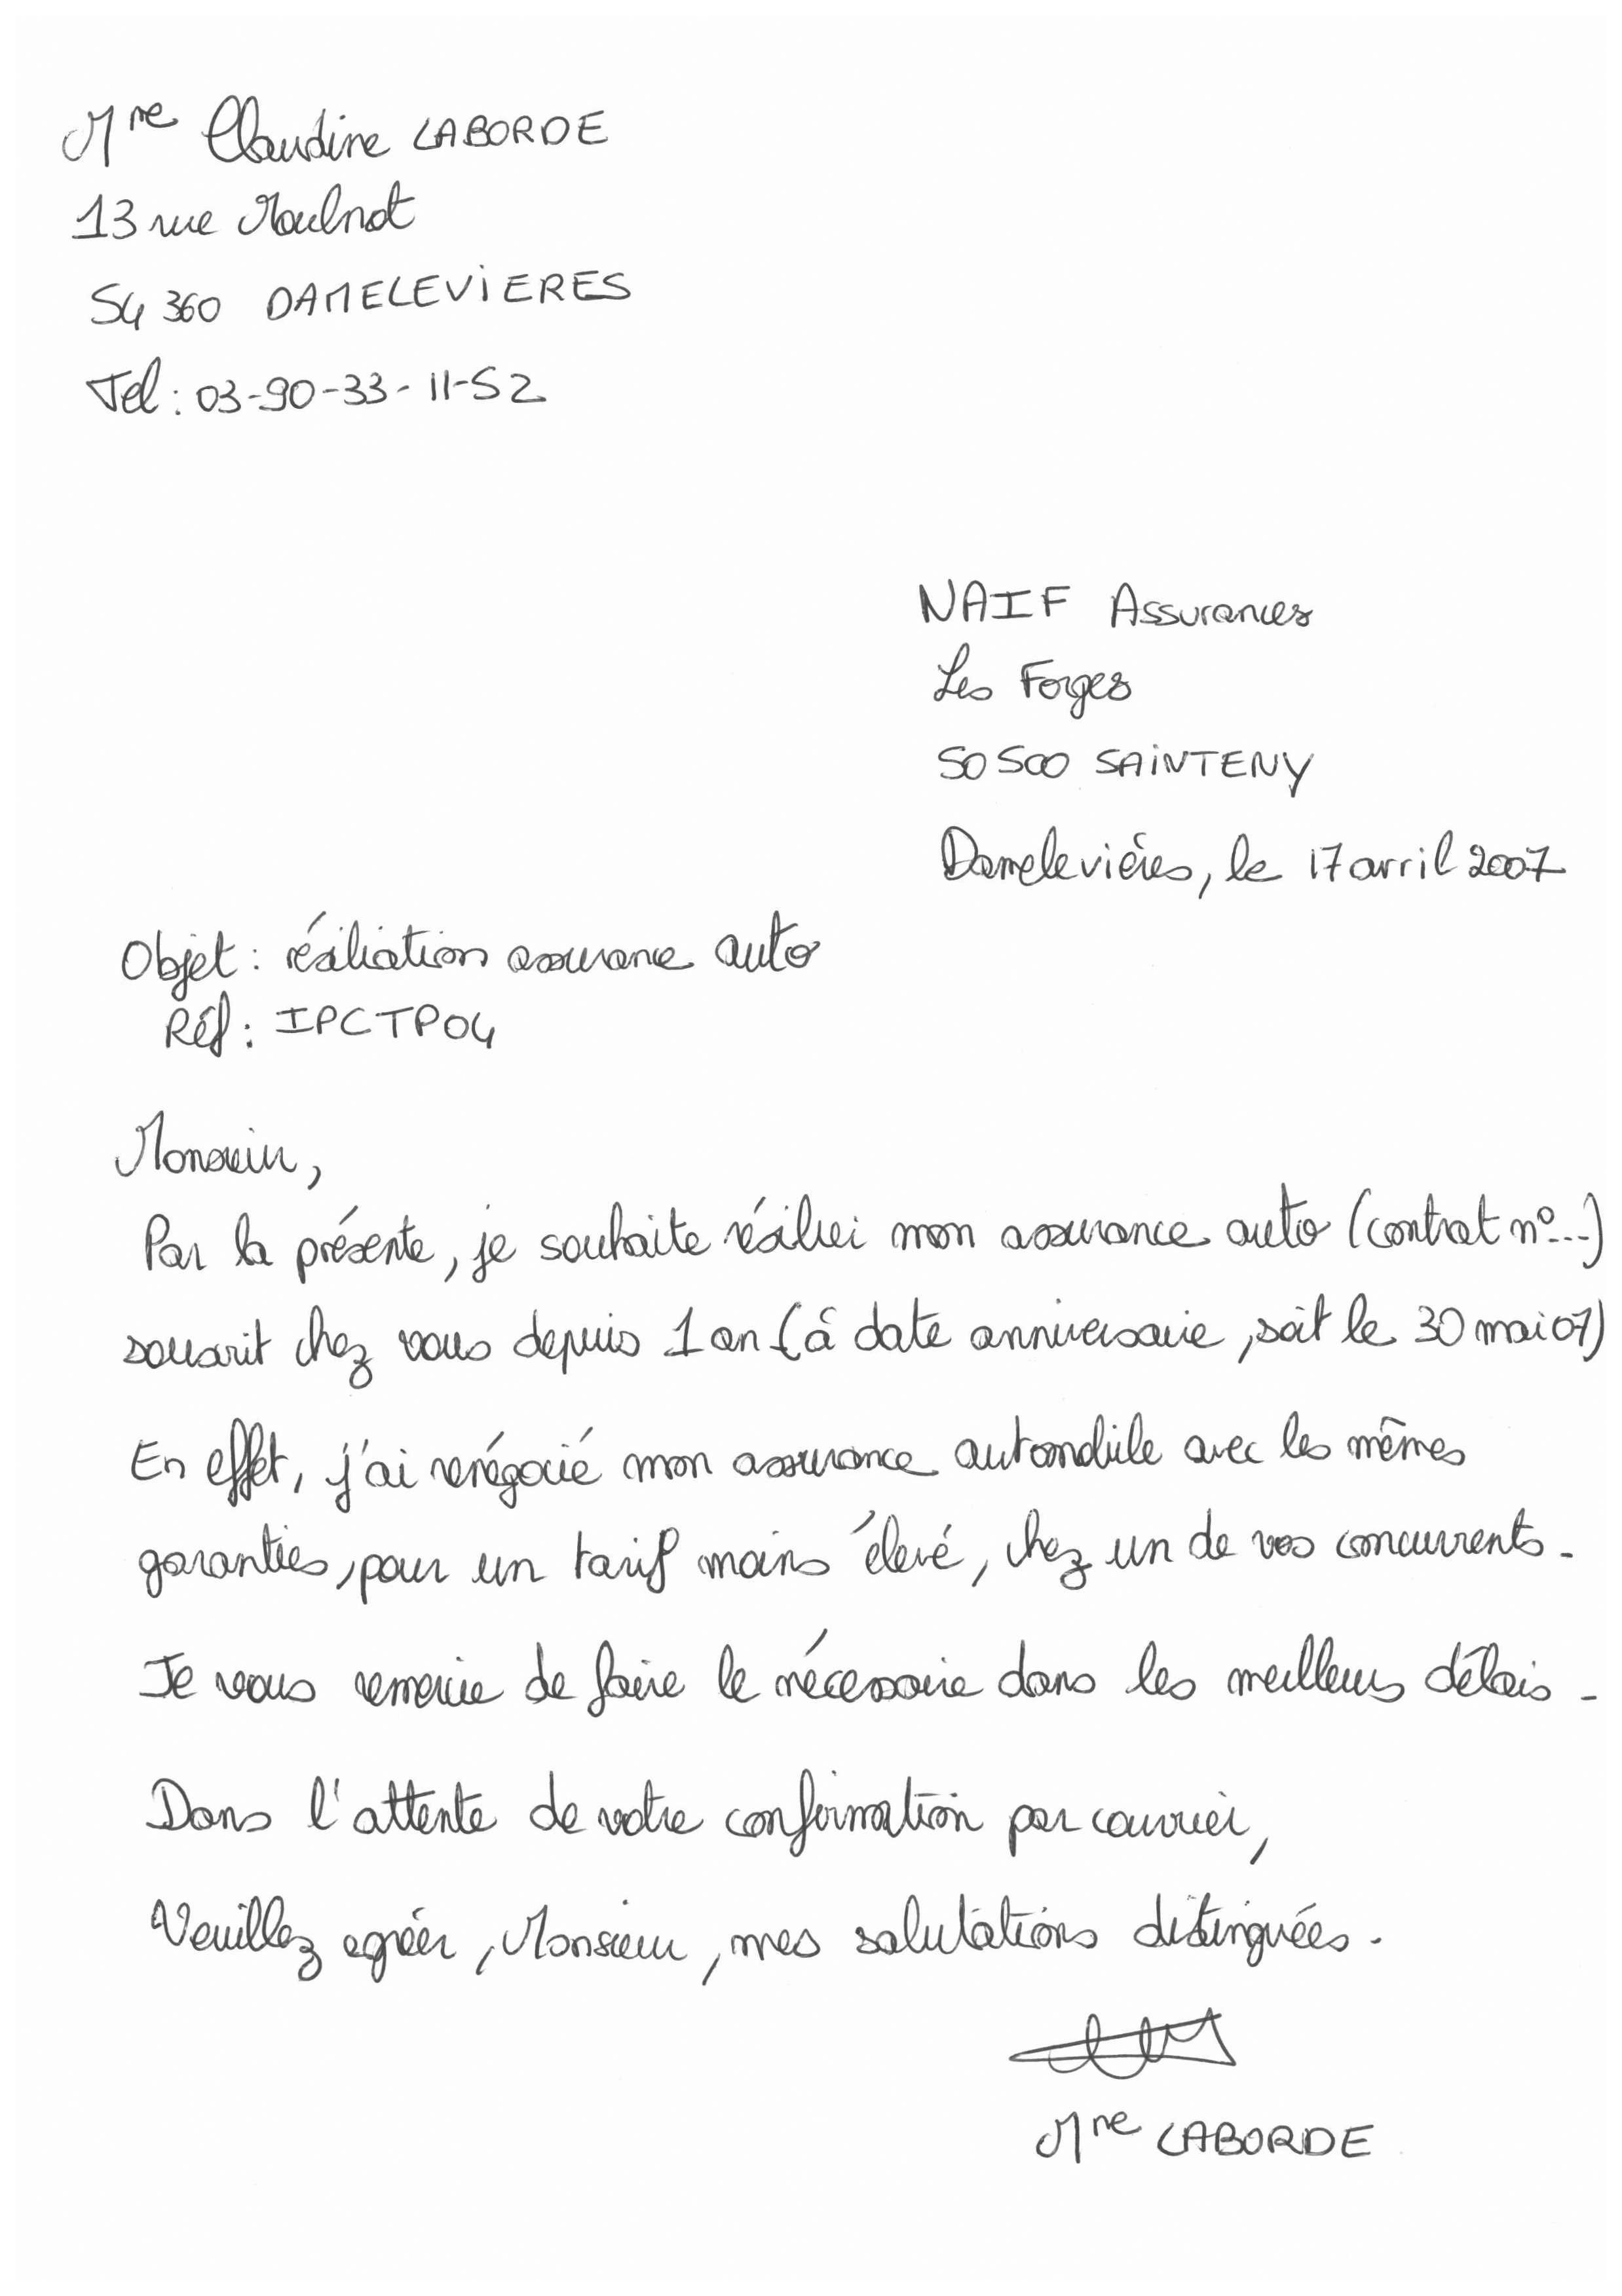 Mme Claudine LABORDE
13 rue Moulnot
54360 DAMELEVIERES
Tel : 03-90-33-11-52
NAIF Assurances
Les Forges
50500 SAINTENY
Damelevières, le 17 avril 2007
Objet : résiliation assurance auto
Réf : IPCTP04
Monsieur,
Par la présente, je souhaite résilier mon assurance auto (contrat n°...)
souscrit chez vous depuis 1 an (à date anniversaire, soit le 30 mai 07)
En effet, j'ai renégocié mon assurance automobile avec les mêmes
garanties, pour un tarif moins élevé, chez un de vos concurrents.
Je vous remercie de faire le nécessaire dans les meilleurs délais.
Dans l'attente de votre confirmation par courrier,
Veuillez agréer, Monsieur, mes salutations distinguées.
Mme LABORDE